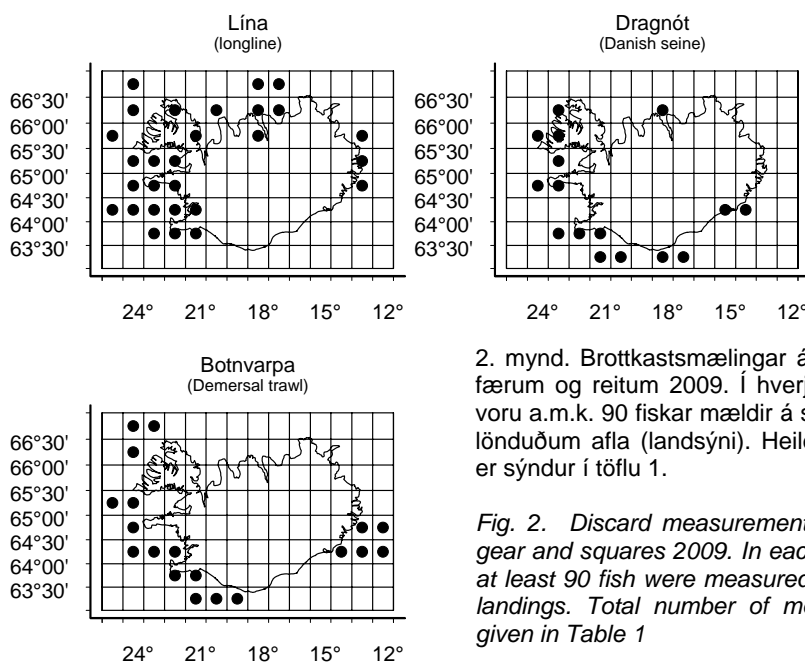 Lína
(longline)
66°30'
66°00'
65°30'
65°00'
64°30'
64°00'
63°30'
24° 21° 18° 15° 12°
Dragnót
(Danish seine)
66°30'
66°00'
65°30'
65°00'
64°30'
64°00'
63°30'
24° 21° 18° 15° 12°
Botnvarpa
(Demersal trawl)
66°30'
66°00'
65°30'
65°00'
64°30'
64°00'
63°30'
24° 21° 18° 15° 12°
2. mynd. Brottkastsmælingar á
færum og reitum 2009. Í hverj
voru a.m.k. 90 fiskar mældir á s
lönduðum afla (landsýni). Heild
er sýndur í töflu 1.
Fig. 2. Discard measurement
gear and squares 2009. In eac
at least 90 fish were measured
landings. Total number of me
given in Table 1